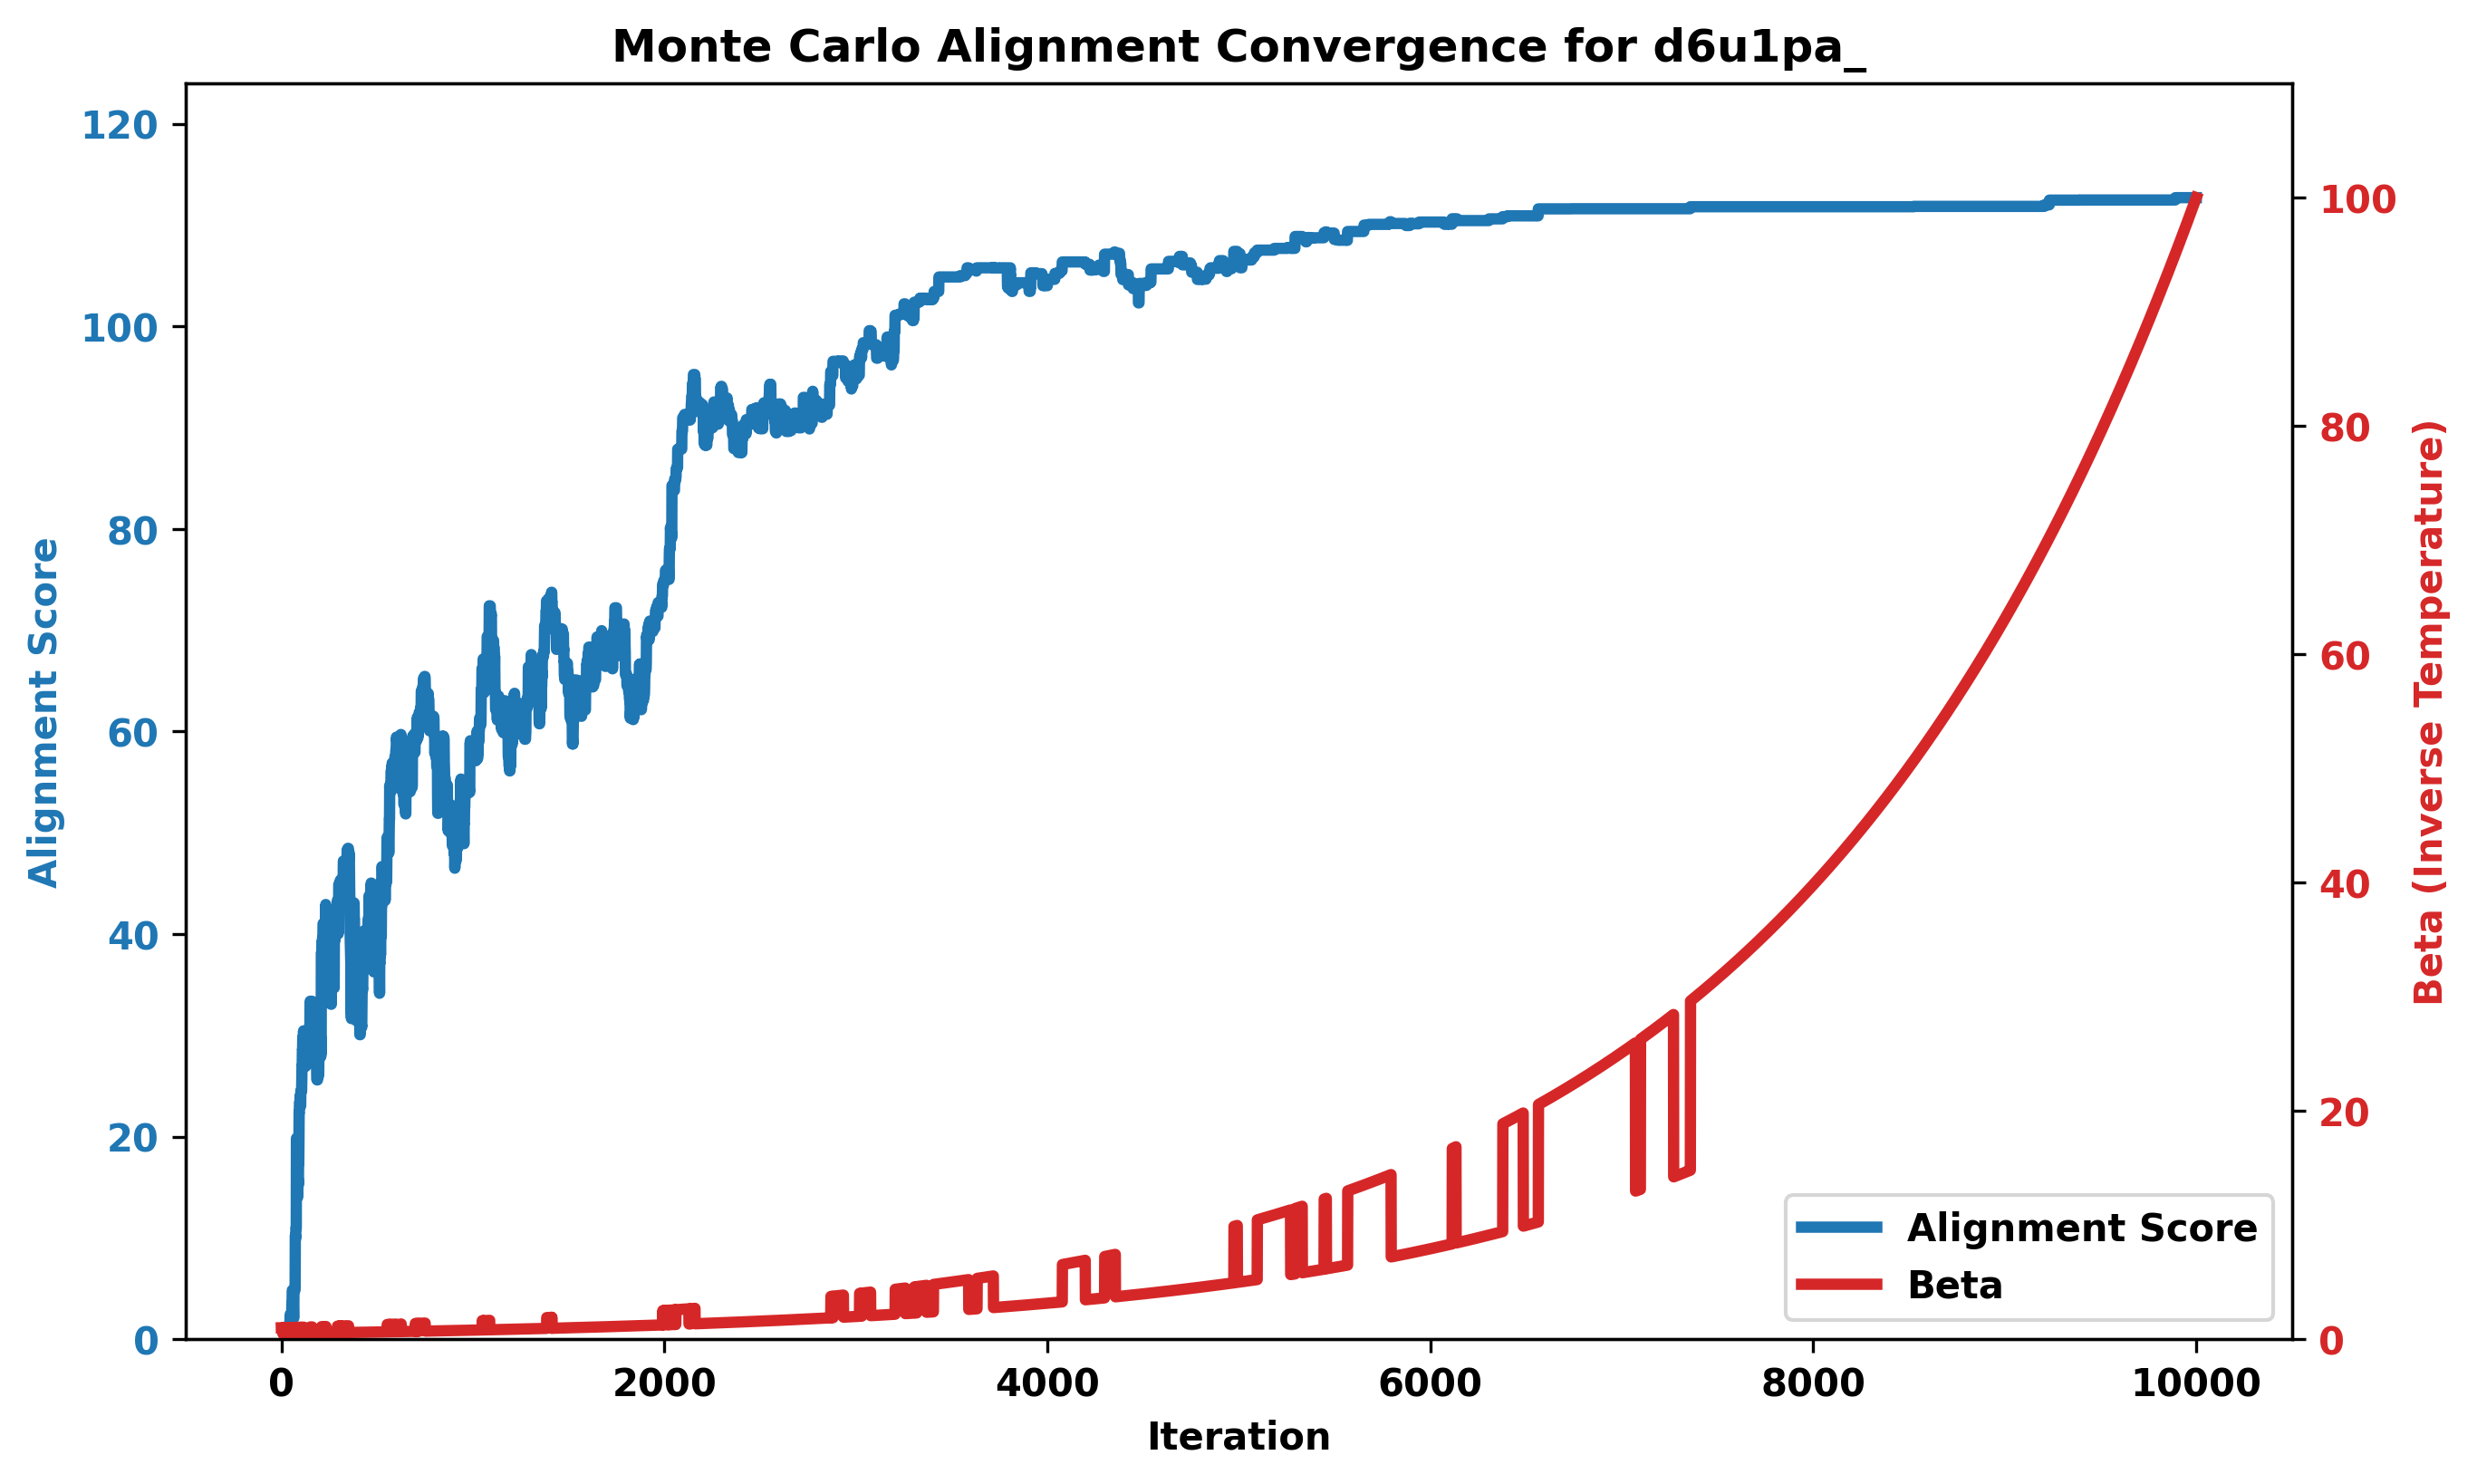 Monte Carlo Alignment Convergence for d6u1pa_
120
100
80
60
40
20
0
Alignment Score
100
80
60
40
20
0
Beta (Inverse Temperature)
Alignment Score
Beta
0 2000 4000 6000 8000 10000
Iteration